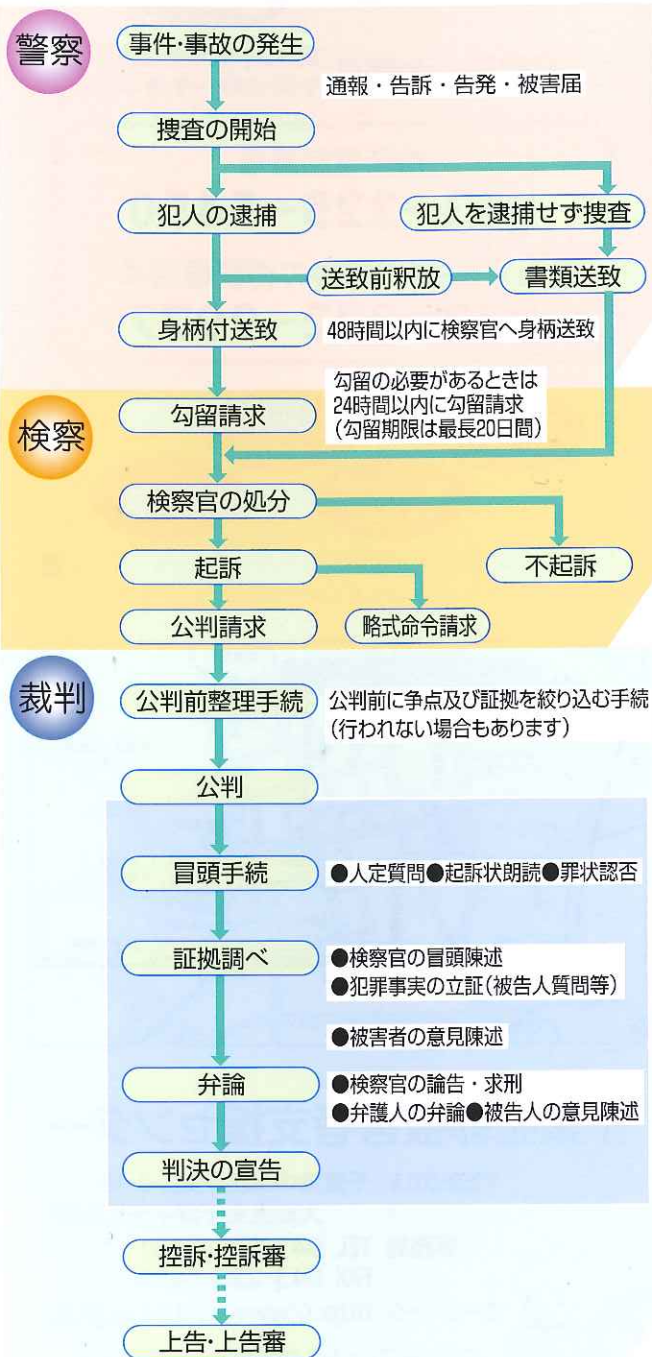 警察
事件・事故の発生
通報・告訴・告発・被害届
捜査の開始
犯人の逮捕
犯人を逮捕せず捜査
送致前釈放
書類送致
身柄付送致
48時間以内に検察官へ身柄送致
検察
勾留の必要があるときは
24時間以内に勾留請求
(勾留期限は最長20日間)
勾留請求
検察官の処分
起訴
不起訴
公判請求
略式命令請求
裁判
公判前整理手続
公判前に争点及び証拠を絞り込む手続
(行われない場合もあります)
公判
冒頭手続
●人定質問●起訴状朗読●罪状認否
証拠調べ
●検察官の冒頭陳述
●犯罪事実の立証(被告人質問等)
●被害者の意見陳述
弁論
●検察官の論告・求刑
●弁護人の弁論●被告人の意見陳述
判決の宣告
控訴・控訴審
上告・上告審